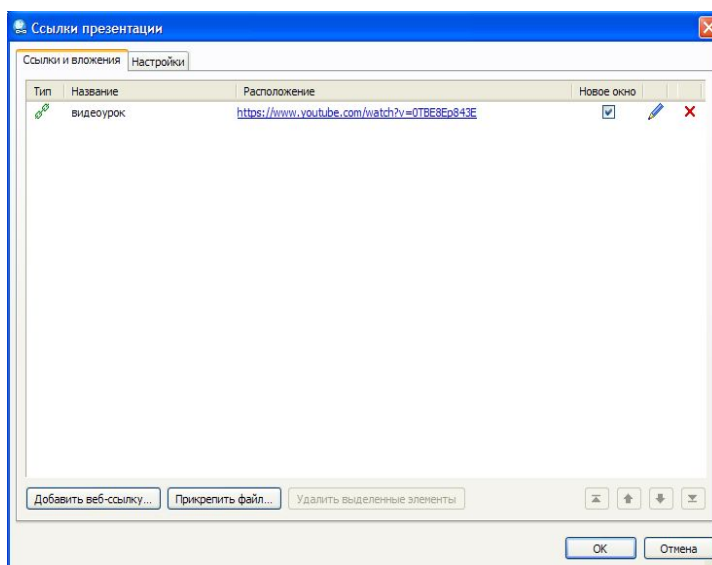 Ссылки презентации
Ссылки и вложения Настройки
Тип Название Расположение Новое окно
видеоурок https://www.youtube.com/watch?v=0TBE8Ep843E
Добавить веб-ссылку... Прикрепить файл... Удалить выделенные элементы
ОК Отмена